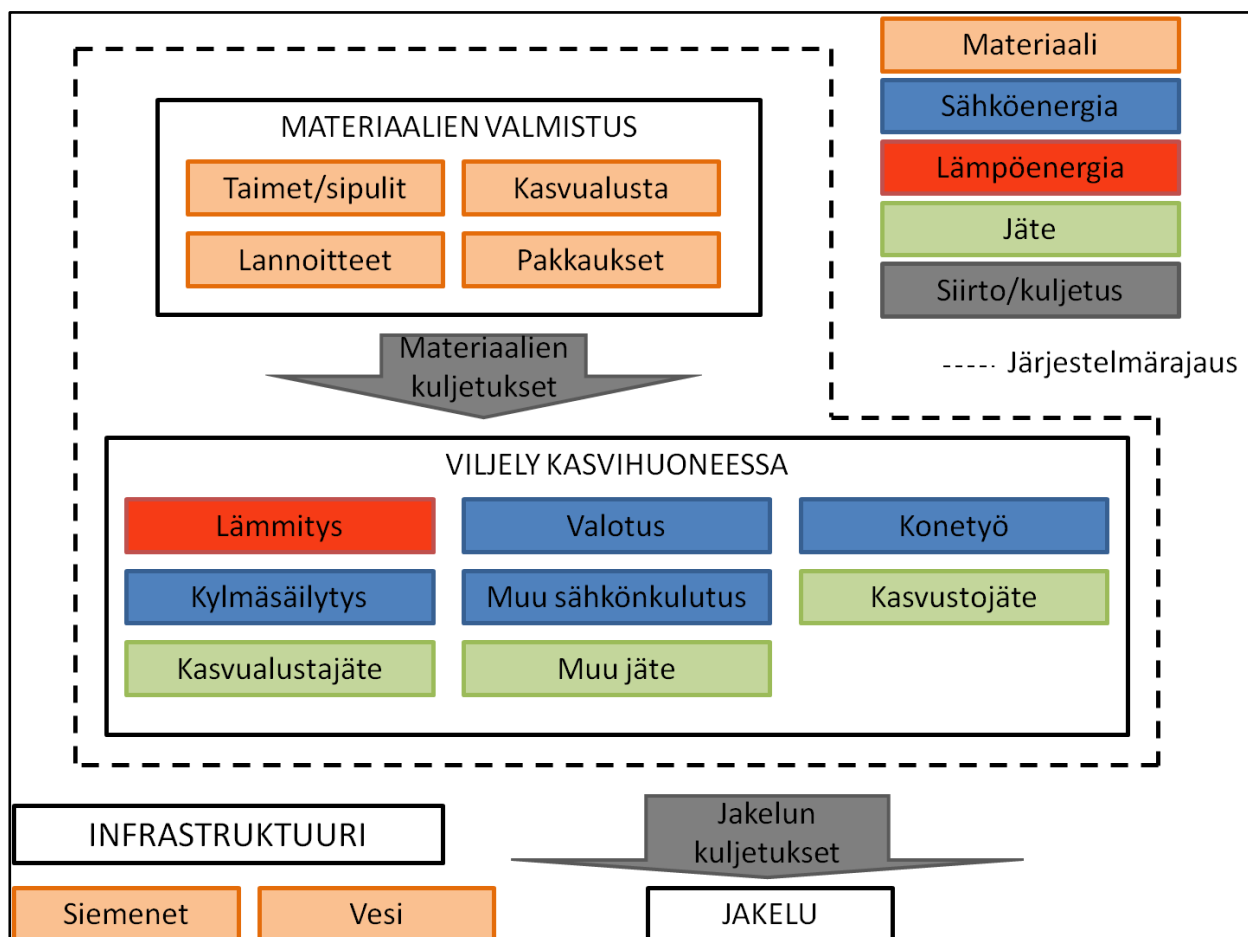 MATERIAALIEN VALMISTUS
Taimet/sipulit
Kasvualusta
Lannoitteet
Pakkaukset
Materiaalien
kuljetukset
VILJELY KASVIHUONEESSA
Lämmitys
Valotus
Konetyö
Kylmäsäilytys
Muu sähkönkulutus
Kasvustojäte
Kasvualustajäte
Muu jäte
Materiaali
Sähköenergia
Lämpöenergia
Jäte
Siirto/kuljetus
Järjestelmärajaus
INFRASTRUKTUURI
Siemenet
Vesi
Jakelun
kuljetukset
JAKELU